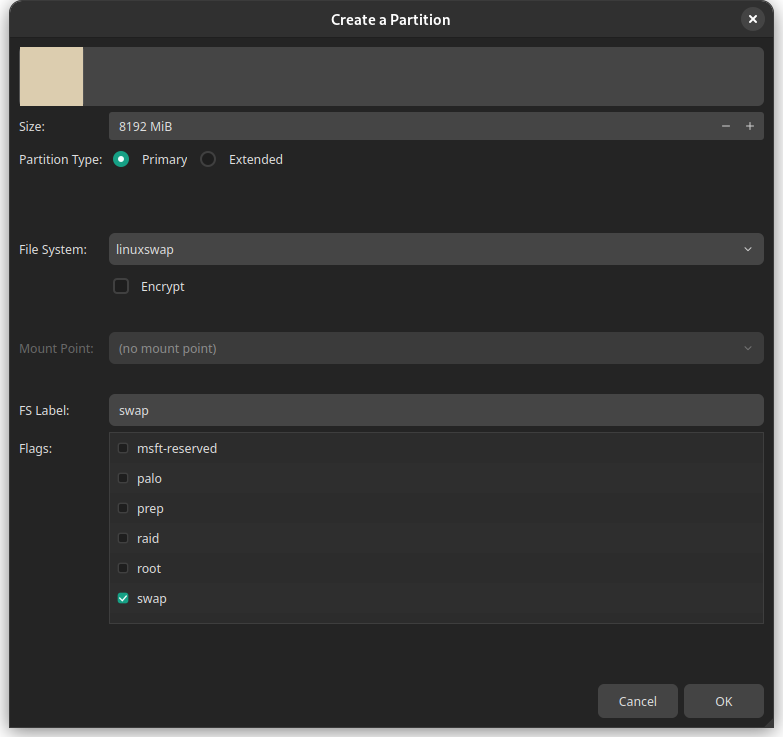 Create a Partition
Size: 8192 MiB
Partition Type: Primary Extended
File System: linuxswap
Encrypt
Mount Point: (no mount point)
FS Label: swap
Flags: msft-reserved
palo
prep
raid
root
swap
Cancel OK